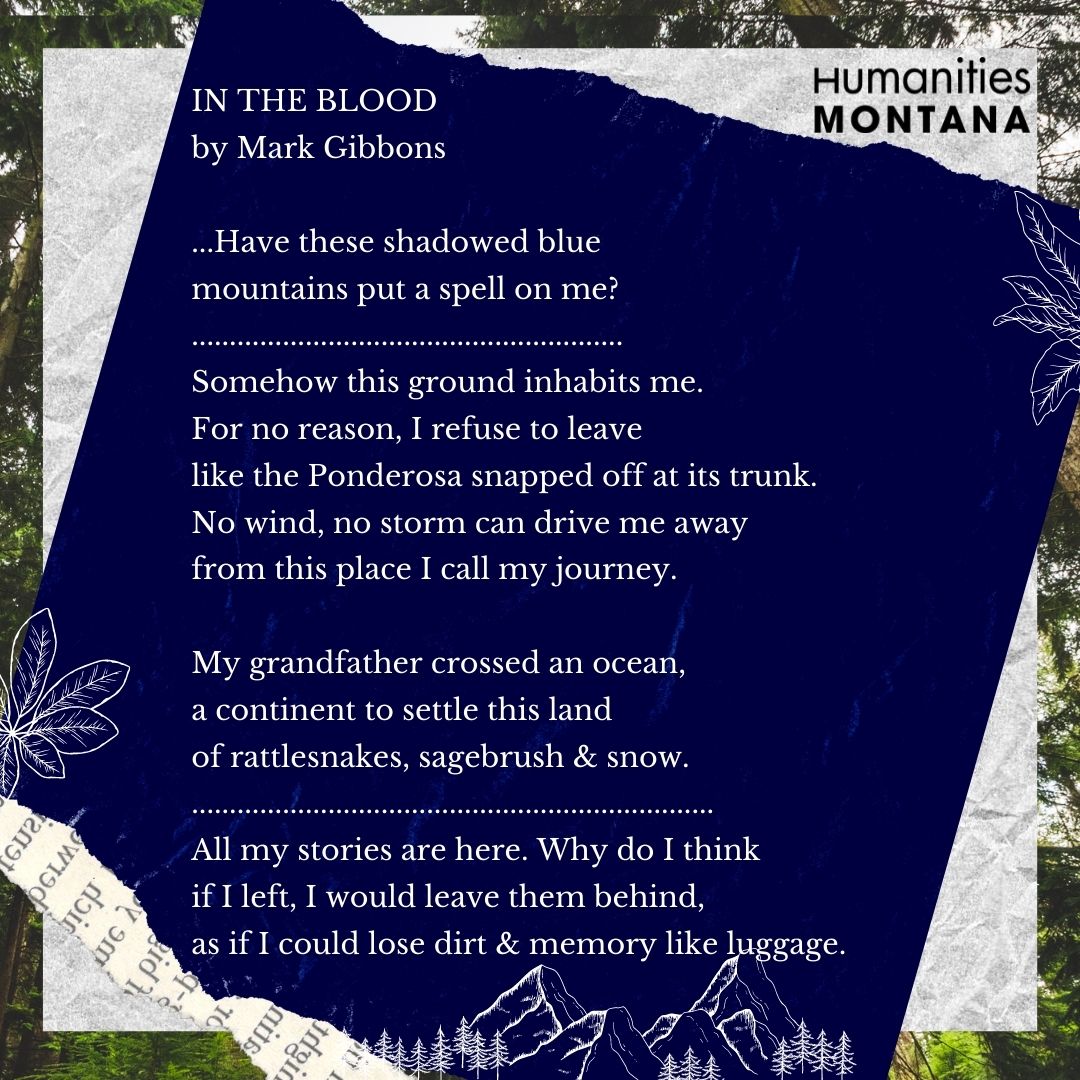 Humanities
MONTANA
IN THE BLOOD
by Mark Gibbons
...Have these shadowed blue
mountains put a spell on me?
.........................................................
Somehow this ground inhabits me.
For no reason, I refuse to leave
like the Ponderosa snapped off at its trunk.
No wind, no storm can drive me away
from this place I call my journey.
My grandfather crossed an ocean,
a continent to settle this land
of rattlesnakes, sagebrush & snow.
.....................................................................
All my stories are here. Why do I think
if I left, I would leave them behind,
as if I could lose dirt & memory like luggage.